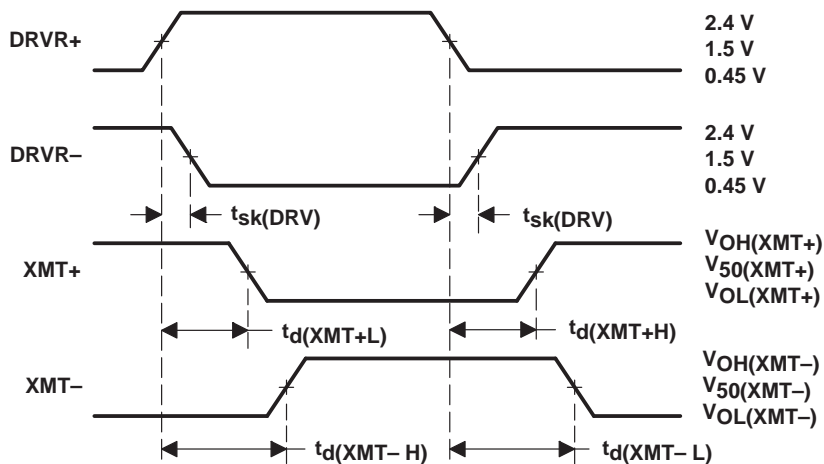 DRVR+
2.4 V
1.5 V
0.45 V
DRVR–
2.4 V
1.5 V
0.45 V
tsk(DRV)
tsk(DRV)
XMT+
VOH(XMT+)
V50(XMT+)
VOL(XMT+)
td(XMT+L)
td(XMT+H)
XMT–
VOH(XMT–)
V50(XMT–)
VOL(XMT–)
td(XMT– H)
td(XMT– L)